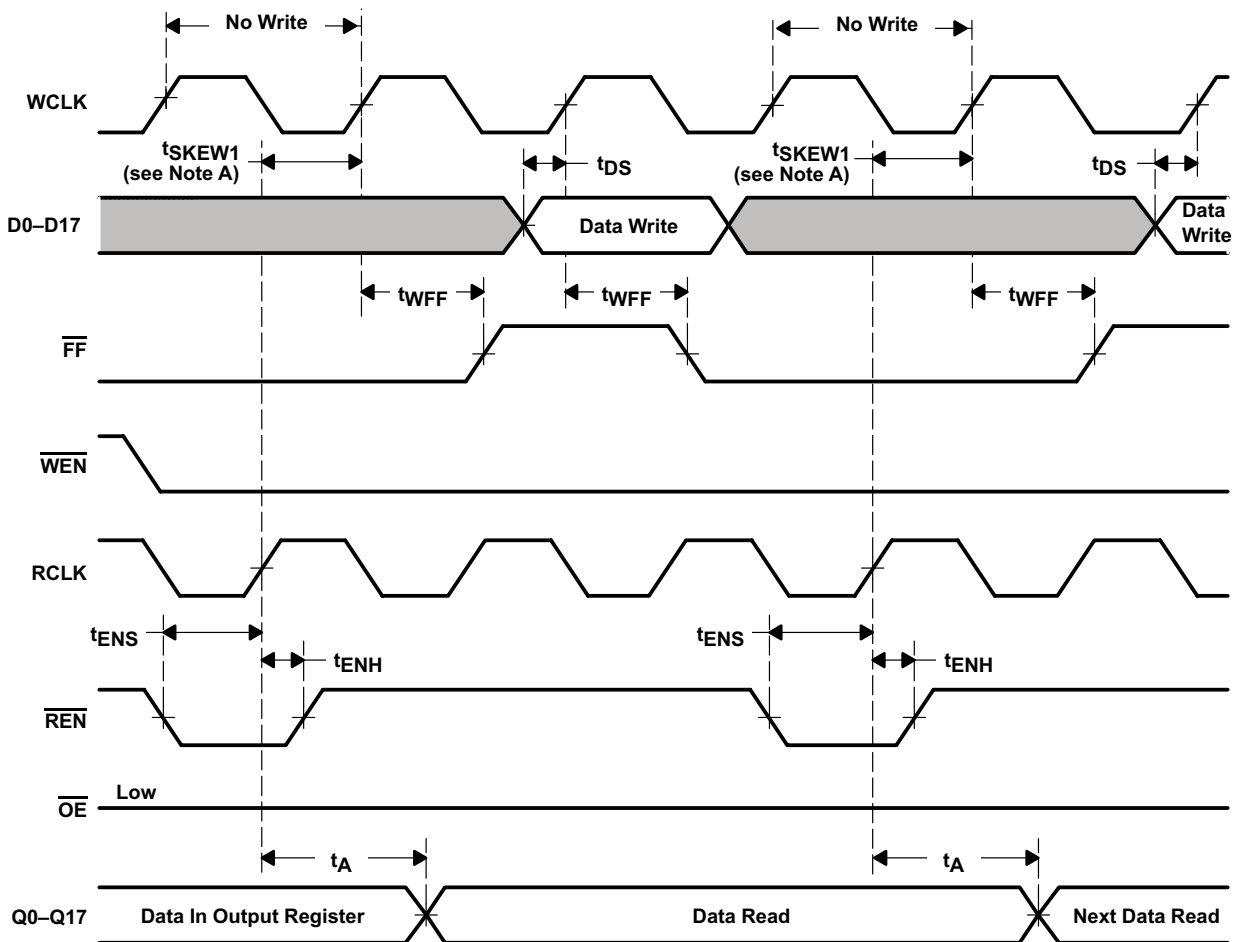 No Write
No Write
WCLK
tSKEW1
(see Note A)
tDS
tSKEW1
(see Note A)
tDS
D0–D17
Data Write
Data
Write
tWFF
tWFF
tWFF
FF
WEN
RCLK
tENS
tENH
tENS
tENH
REN
Low
OE
tA
tA
Q0–Q17
Data In Output Register
Data Read
Next Data Read